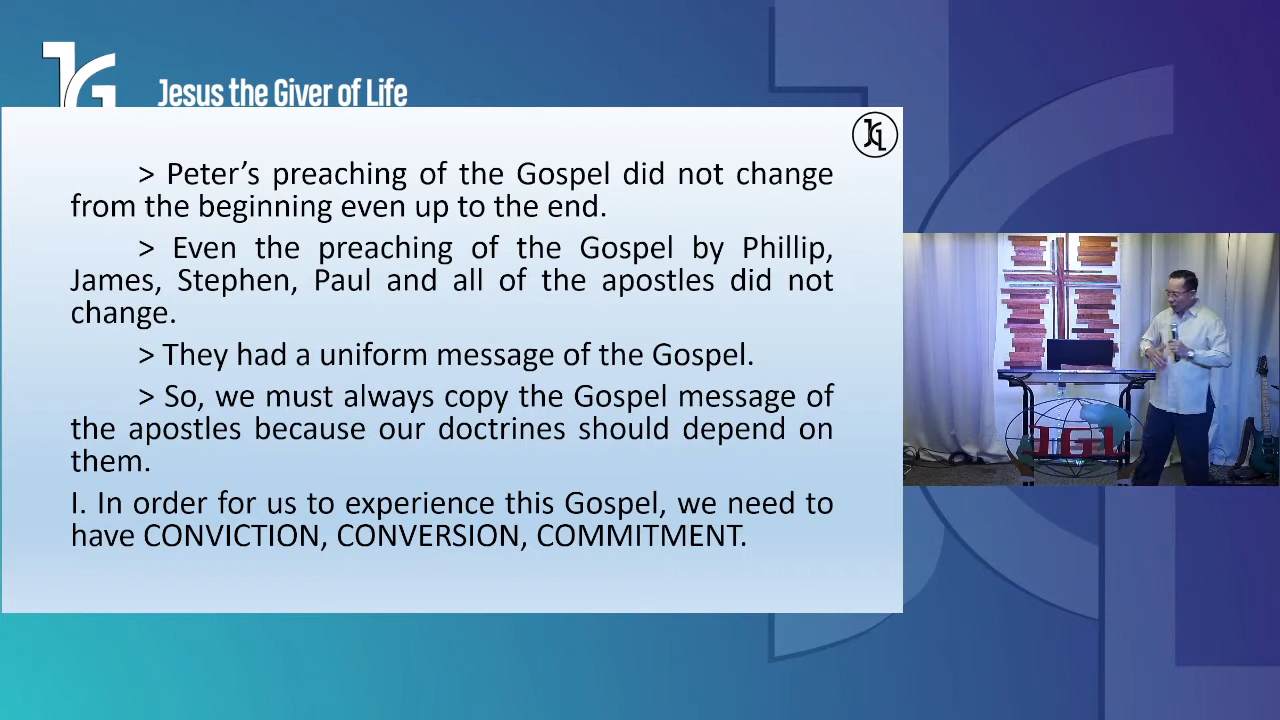 Jesus the Giver of Life
> Peter’s preaching of the Gospel did not change
from the beginning even up to the end.
> Even the preaching of the Gospel by Phillip,
James, Stephen, Paul and all of the apostles did not
change.
> They had a uniform message of the Gospel.
> So, we must always copy the Gospel message of
the apostles because our doctrines should depend on
them.
I. In order for us to experience this Gospel, we need to
have CONVICTION, CONVERSION, COMMITMENT.
JGL